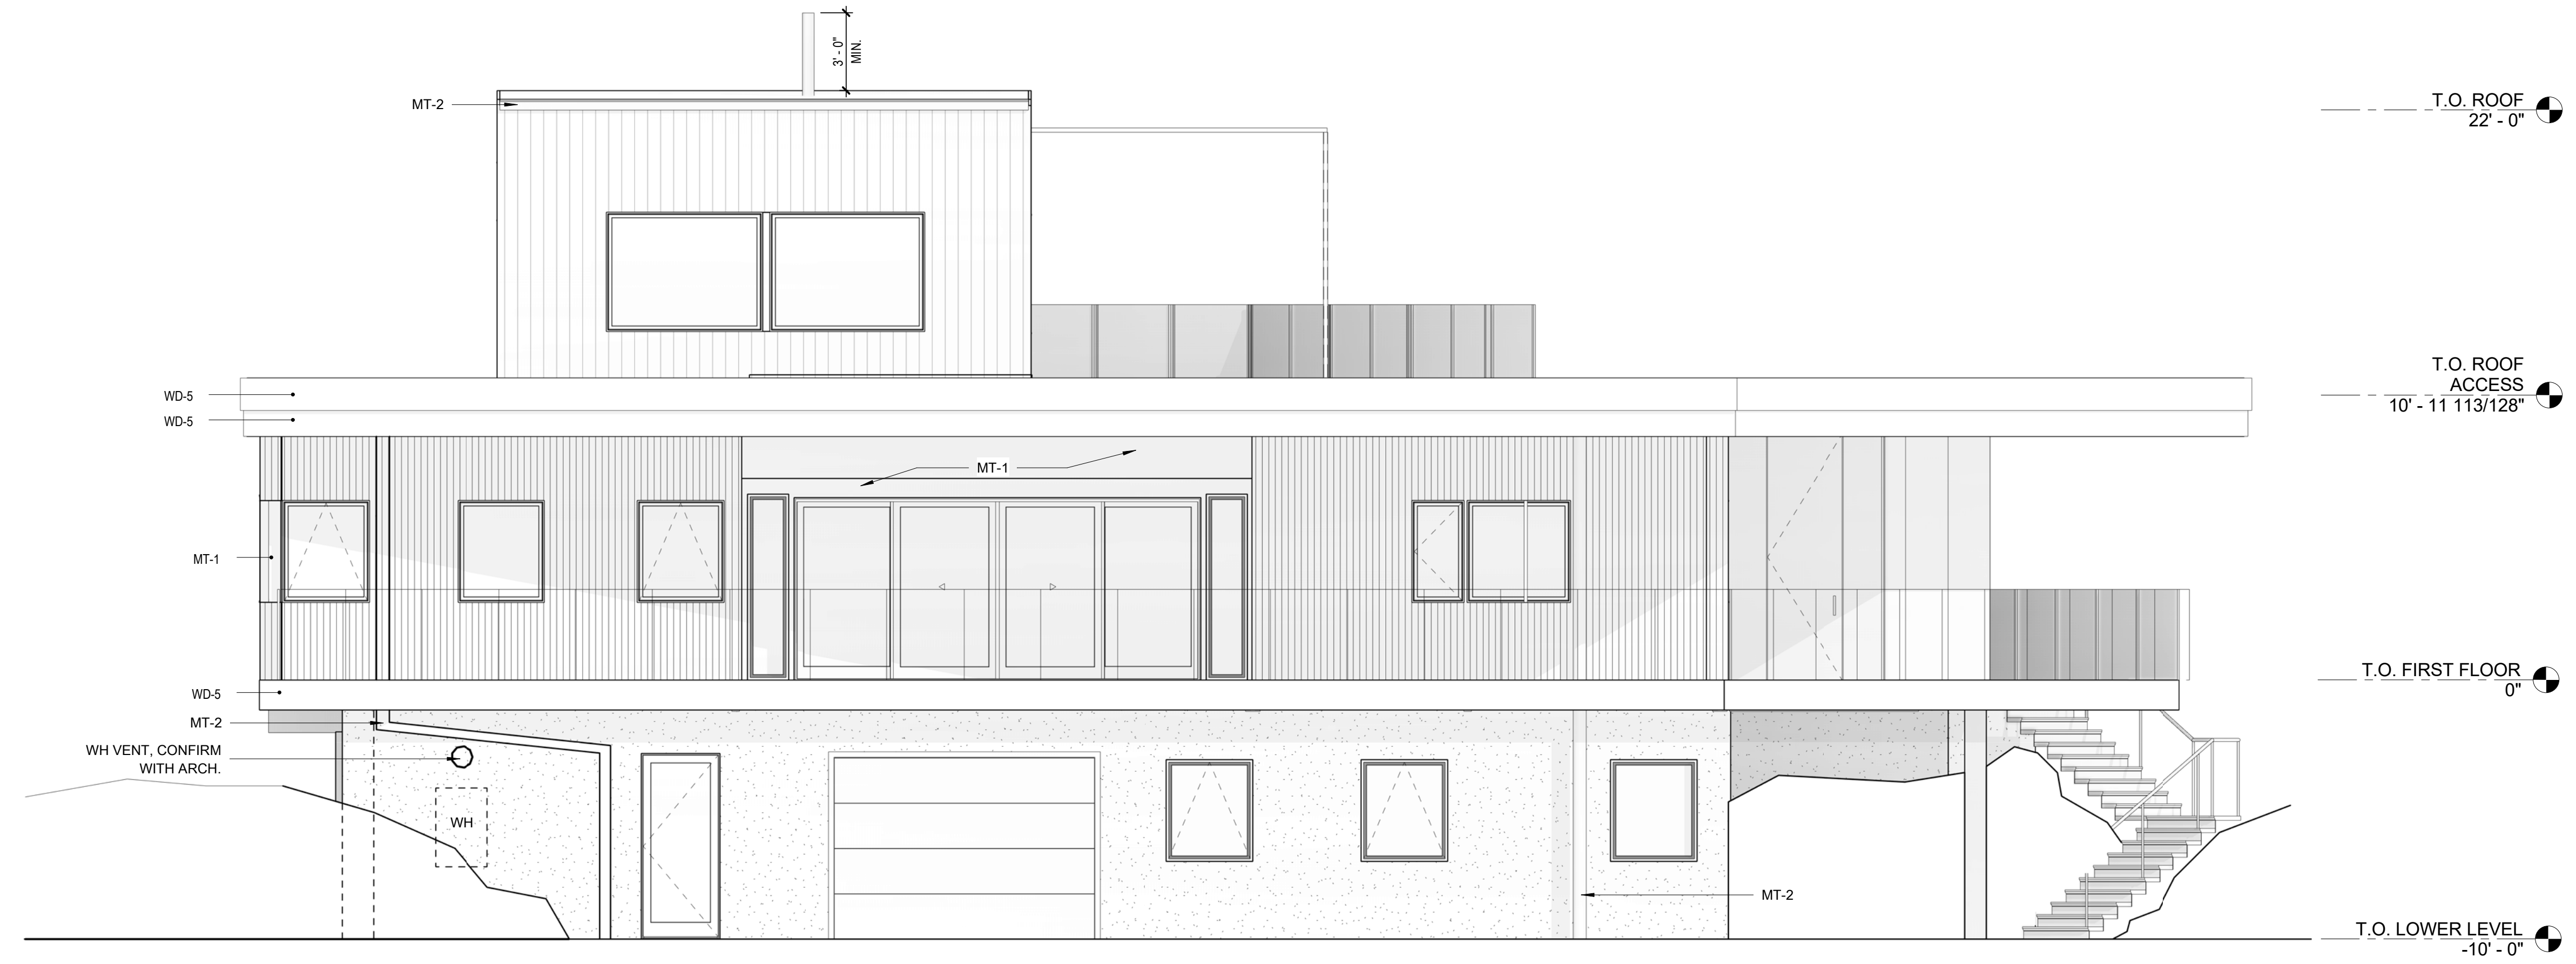 3' - 0"
MIN.
MT-2
T.O. ROOF
22' - 0"
T.O. ROOF
ACCESS
10' - 11 113/128"
WD-5
WD-5
MT-1
MT-1
T.O. FIRST FLOOR
0"
WD-5
MT-2
WH VENT, CONFIRM
WITH ARCH.
WH
MT-2
T.O. LOWER LEVEL
-10' - 0"